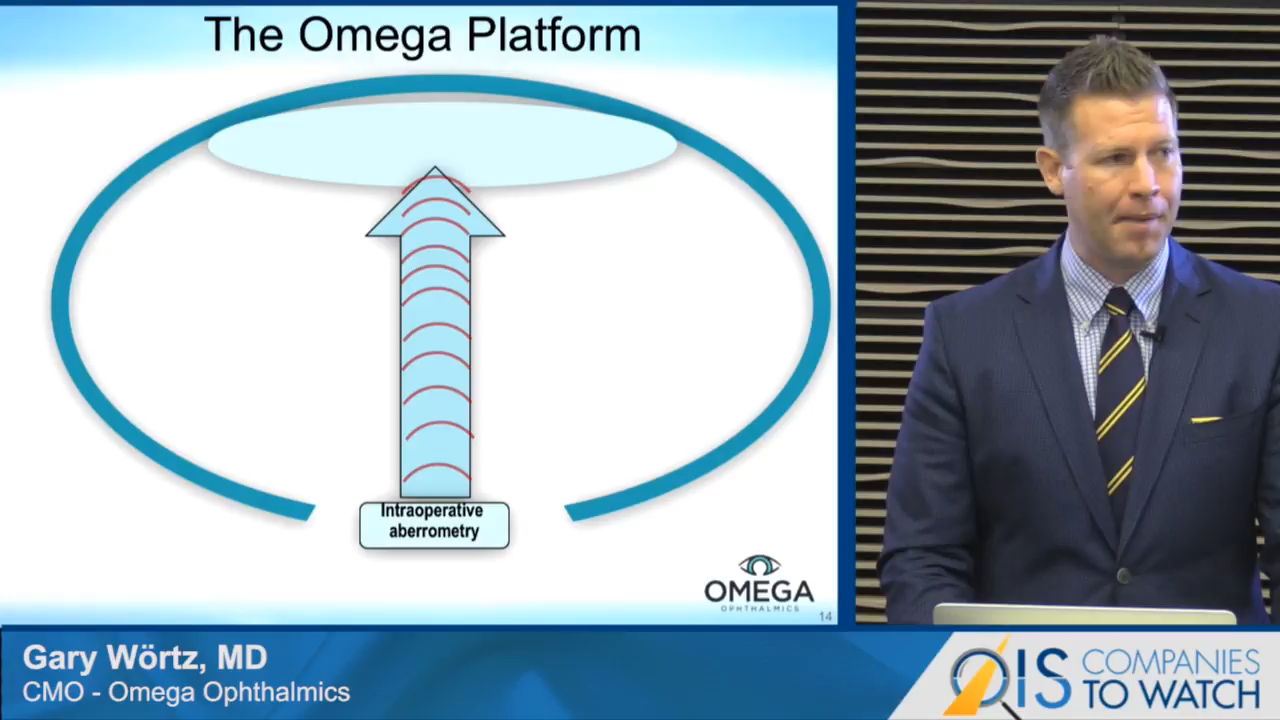 The Omega Platform
Intraoperative
aberrometry
OMEGA
OPHTHALMICS
14
Gary Wörtz, MD
CMO - Omega Ophthalmics
OIS COMPANIES
TO WATCH